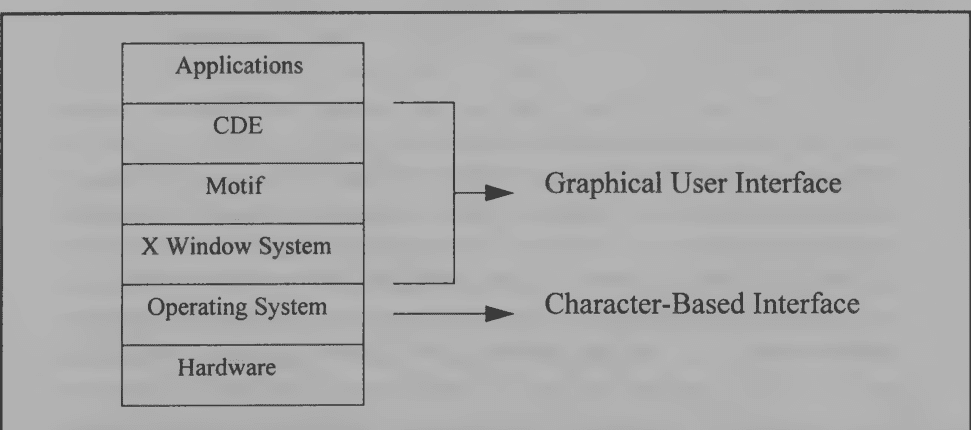 Applications
CDE
Motif
Graphical User Interface
X Window System
Operating System
Character-Based Interface
Hardware